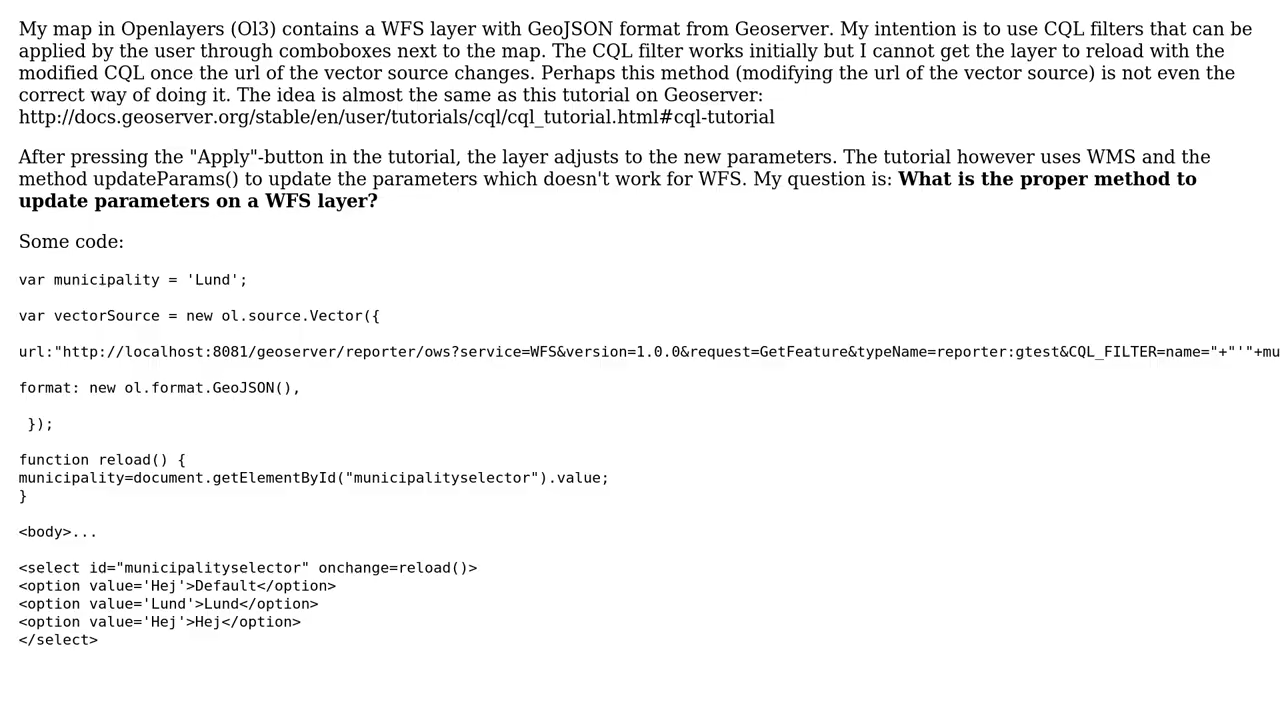 My map in Openlayers (Ol3) contains a WFS layer with GeoJSON format from Geoserver. My intention is to use CQL filters that can be
applied by the user through comboboxes next to the map. The CQL filter works initially but I cannot get the layer to reload with the
modified CQL once the url of the vector source changes. Perhaps this method (modifying the url of the vector source) is not even the
correct way of doing it. The idea is almost the same as this tutorial on Geoserver:
http://docs.geoserver.org/stable/en/user/tutorials/cql/cql_tutorial.html#cql-tutorial
After pressing the "Apply"-button in the tutorial, the layer adjusts to the new parameters. The tutorial however uses WMS and the
method updateParams() to update the parameters which doesn't work for WFS. My question is: What is the proper method to
update parameters on a WFS layer?
Some code:
var municipality = 'Lund';
var vectorSource = new ol.source.Vector({
url:"http://localhost:8081/geoserver/reporter/ows?service=WFS&version=1.0.0&request=GetFeature&typeName=reporter:gtest&CQL_FILTER=name="+"'"+mu
format: new ol.format.GeoJSON(),
});
function reload() {
municipality=document.getElementById("municipalityselector").value;
}
<body>...
<select id="municipalityselector" onchange=reload()>
<option value='Hej'>Default</option>
<option value='Lund'>Lund</option>
<option value='Hej'>Hej</option>
</select>